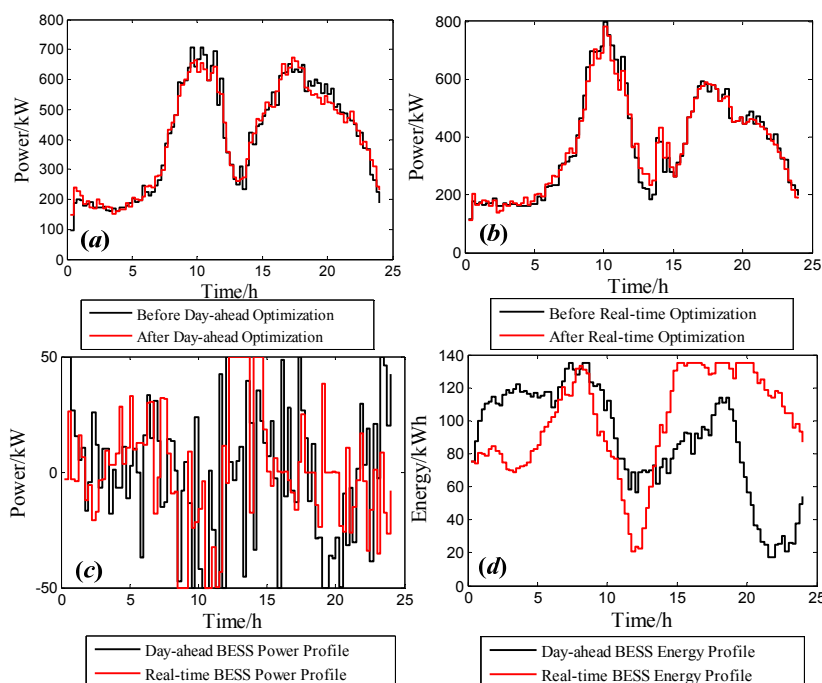 800
700
600
500
400
300
200
100
0
Power/kW
(a)
0 5 10 15 20 25
Time/h
Before Day-ahead Optimization
After Day-ahead Optimization
800
600
400
200
0
Power/kW
(b)
0 5 10 15 20 25
Time/h
Before Real-time Optimization
After Real-time Optimization
50
0
-50
Power/kW
(c)
0 5 10 15 20 25
Time/h
Day-ahead BESS Power Profile
Real-time BESS Power Profile
140
120
100
80
60
40
20
0
Energy/kWh
(d)
0 5 10 15 20 25
Time/h
Day-ahead BESS Energy Profile
Real-time BESS Energy Profile